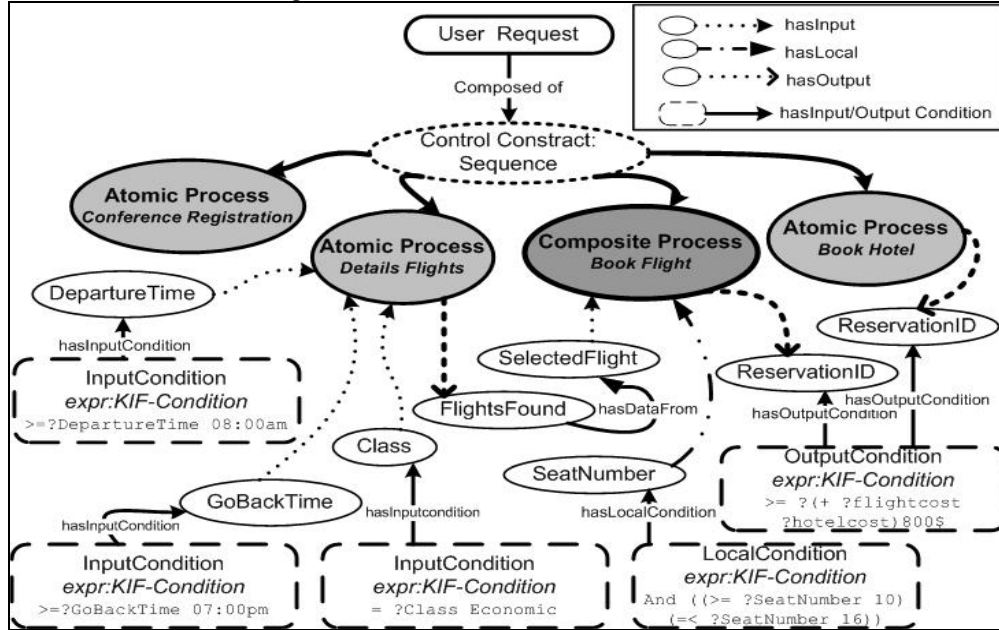 User Request
hasInput
hasLocal
hasOutput
hasInput/Output Condition
Composed of
Control Construct:
Sequence
Atomic Process
Conference Registration
Atomic Process
Details Flights
Composite Process
Book Flight
Atomic Process
Book Hotel
DepartureTime
hasInputCondition
InputCondition
expr:KIF-Condition
>=?DepartureTime 08:00am
SelectedFlight
FlightsFound
hasDataFrom
ReservationID
ReservationID
hasOutputCondition
hasOutputCondition
Class
SeatNumber
GoBackTime
hasInputCondition
hasInputcondition
hasLocalCondition
OutputCondition
expr:KIF-Condition
>= ?(+ ?flightcost
?hotelcost)800$
InputCondition
expr:KIF-Condition
>=?GoBackTime 07:00pm
InputCondition
expr:KIF-Condition
= ?Class Economic
LocalCondition
expr:KIF-Condition
And ((>= ?SeatNumber 10)
(=< ?SeatNumber 16))